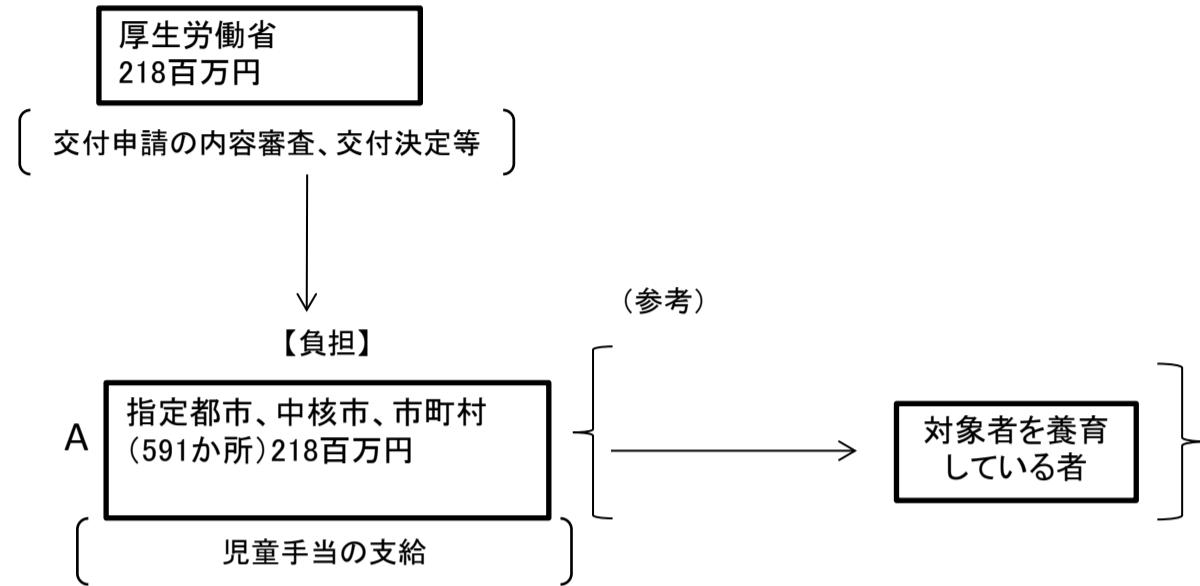 厚生労働省
218百万円
交付申請の内容審査、交付決定等
【負担】
A
指定都市、中核市、市町村
（591か所）218百万円
児童手当の支給
（参考）
対象者を養育
している者